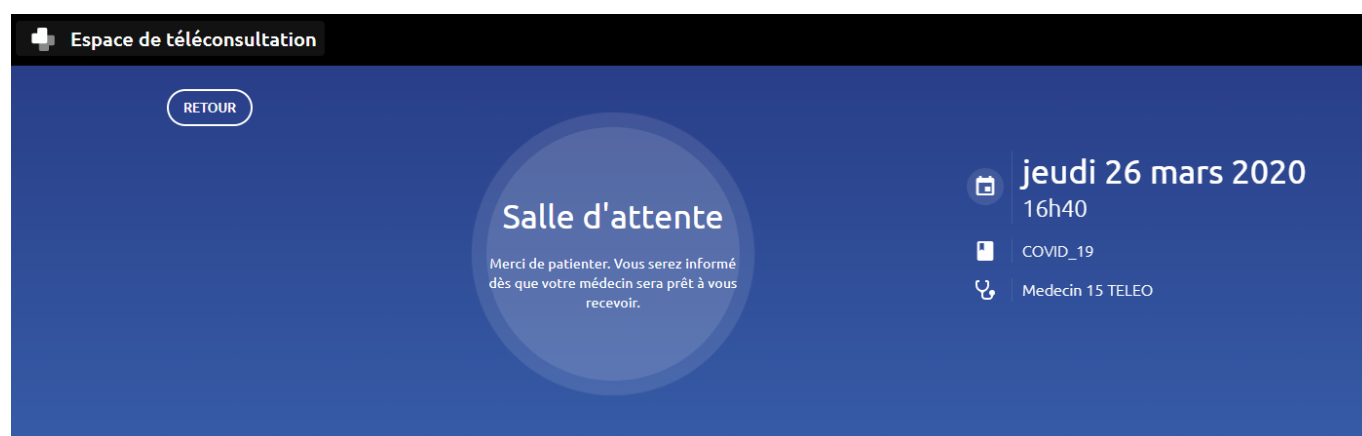 Espace de téléconsultation
RETOUR
Salle d'attente
Merci de patienter. Vous serez informé
dès que votre médecin sera prêt à vous
recevoir.
jeudi 26 mars 2020
16h40
COVID_19
Medecin 15 TELEO